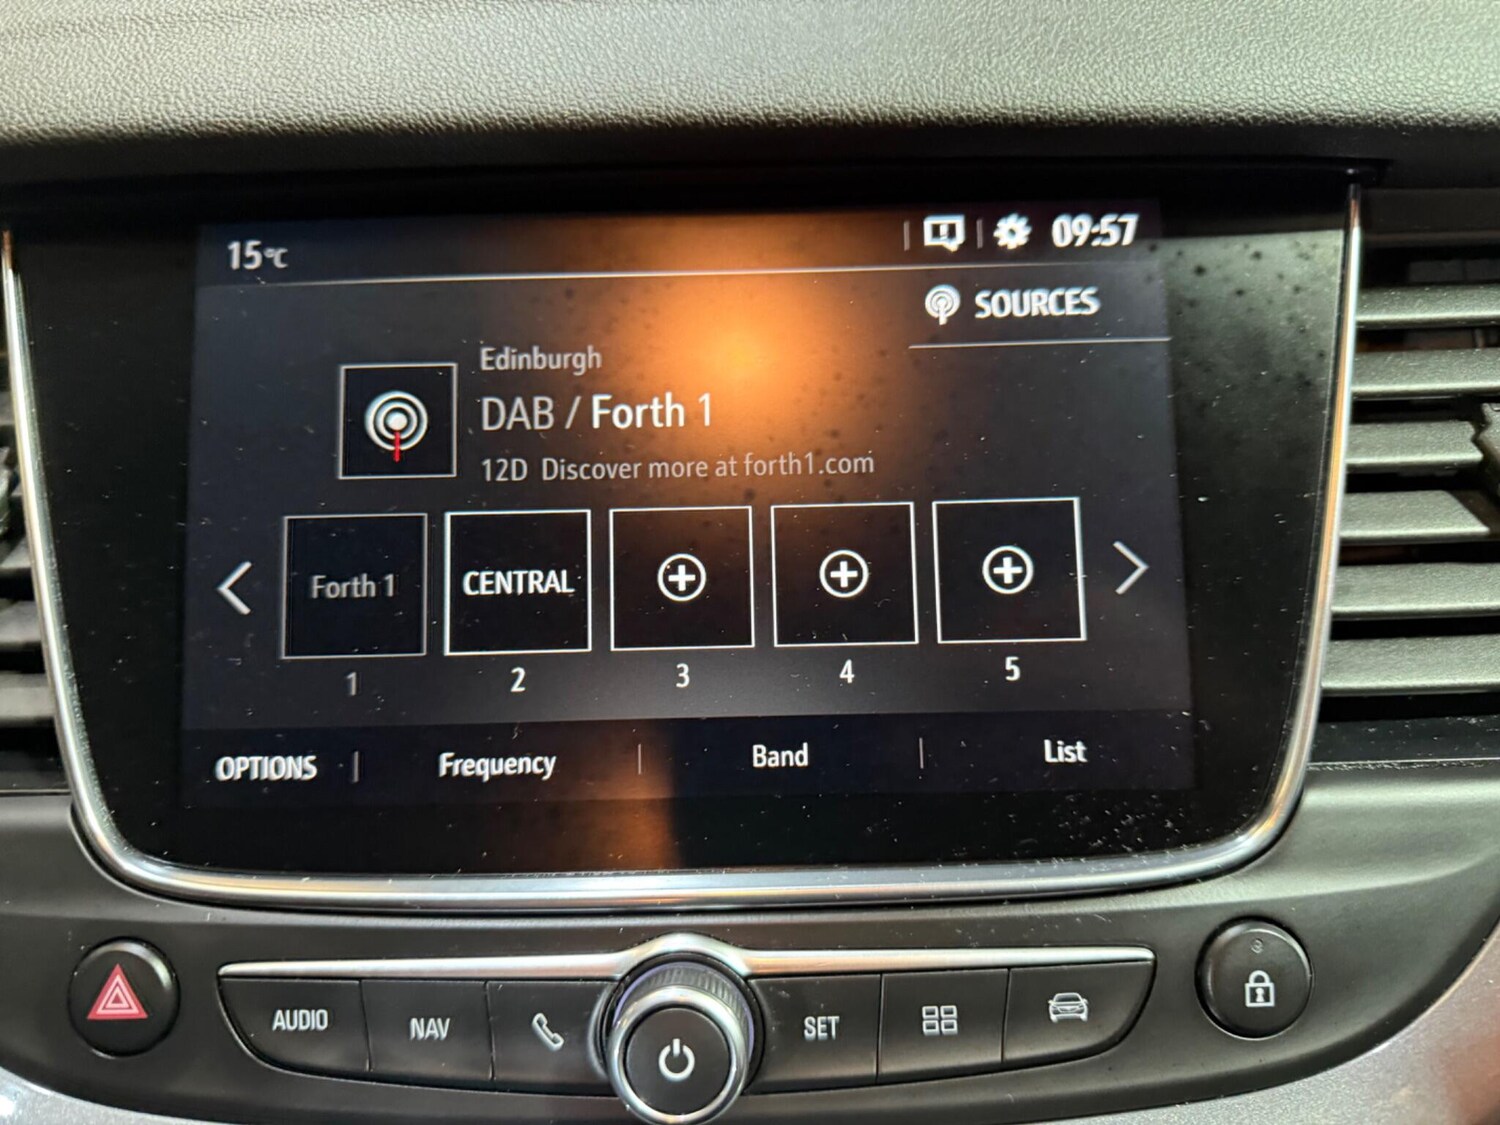 15°C
09:57
SOURCES
Edinburgh
DAB / Forth 1
12D Discover more at forth1.com
Forth 1
CENTRAL
1
2
3
4
5
OPTIONS
Frequency
Band
List
AUDIO
NAV
SET